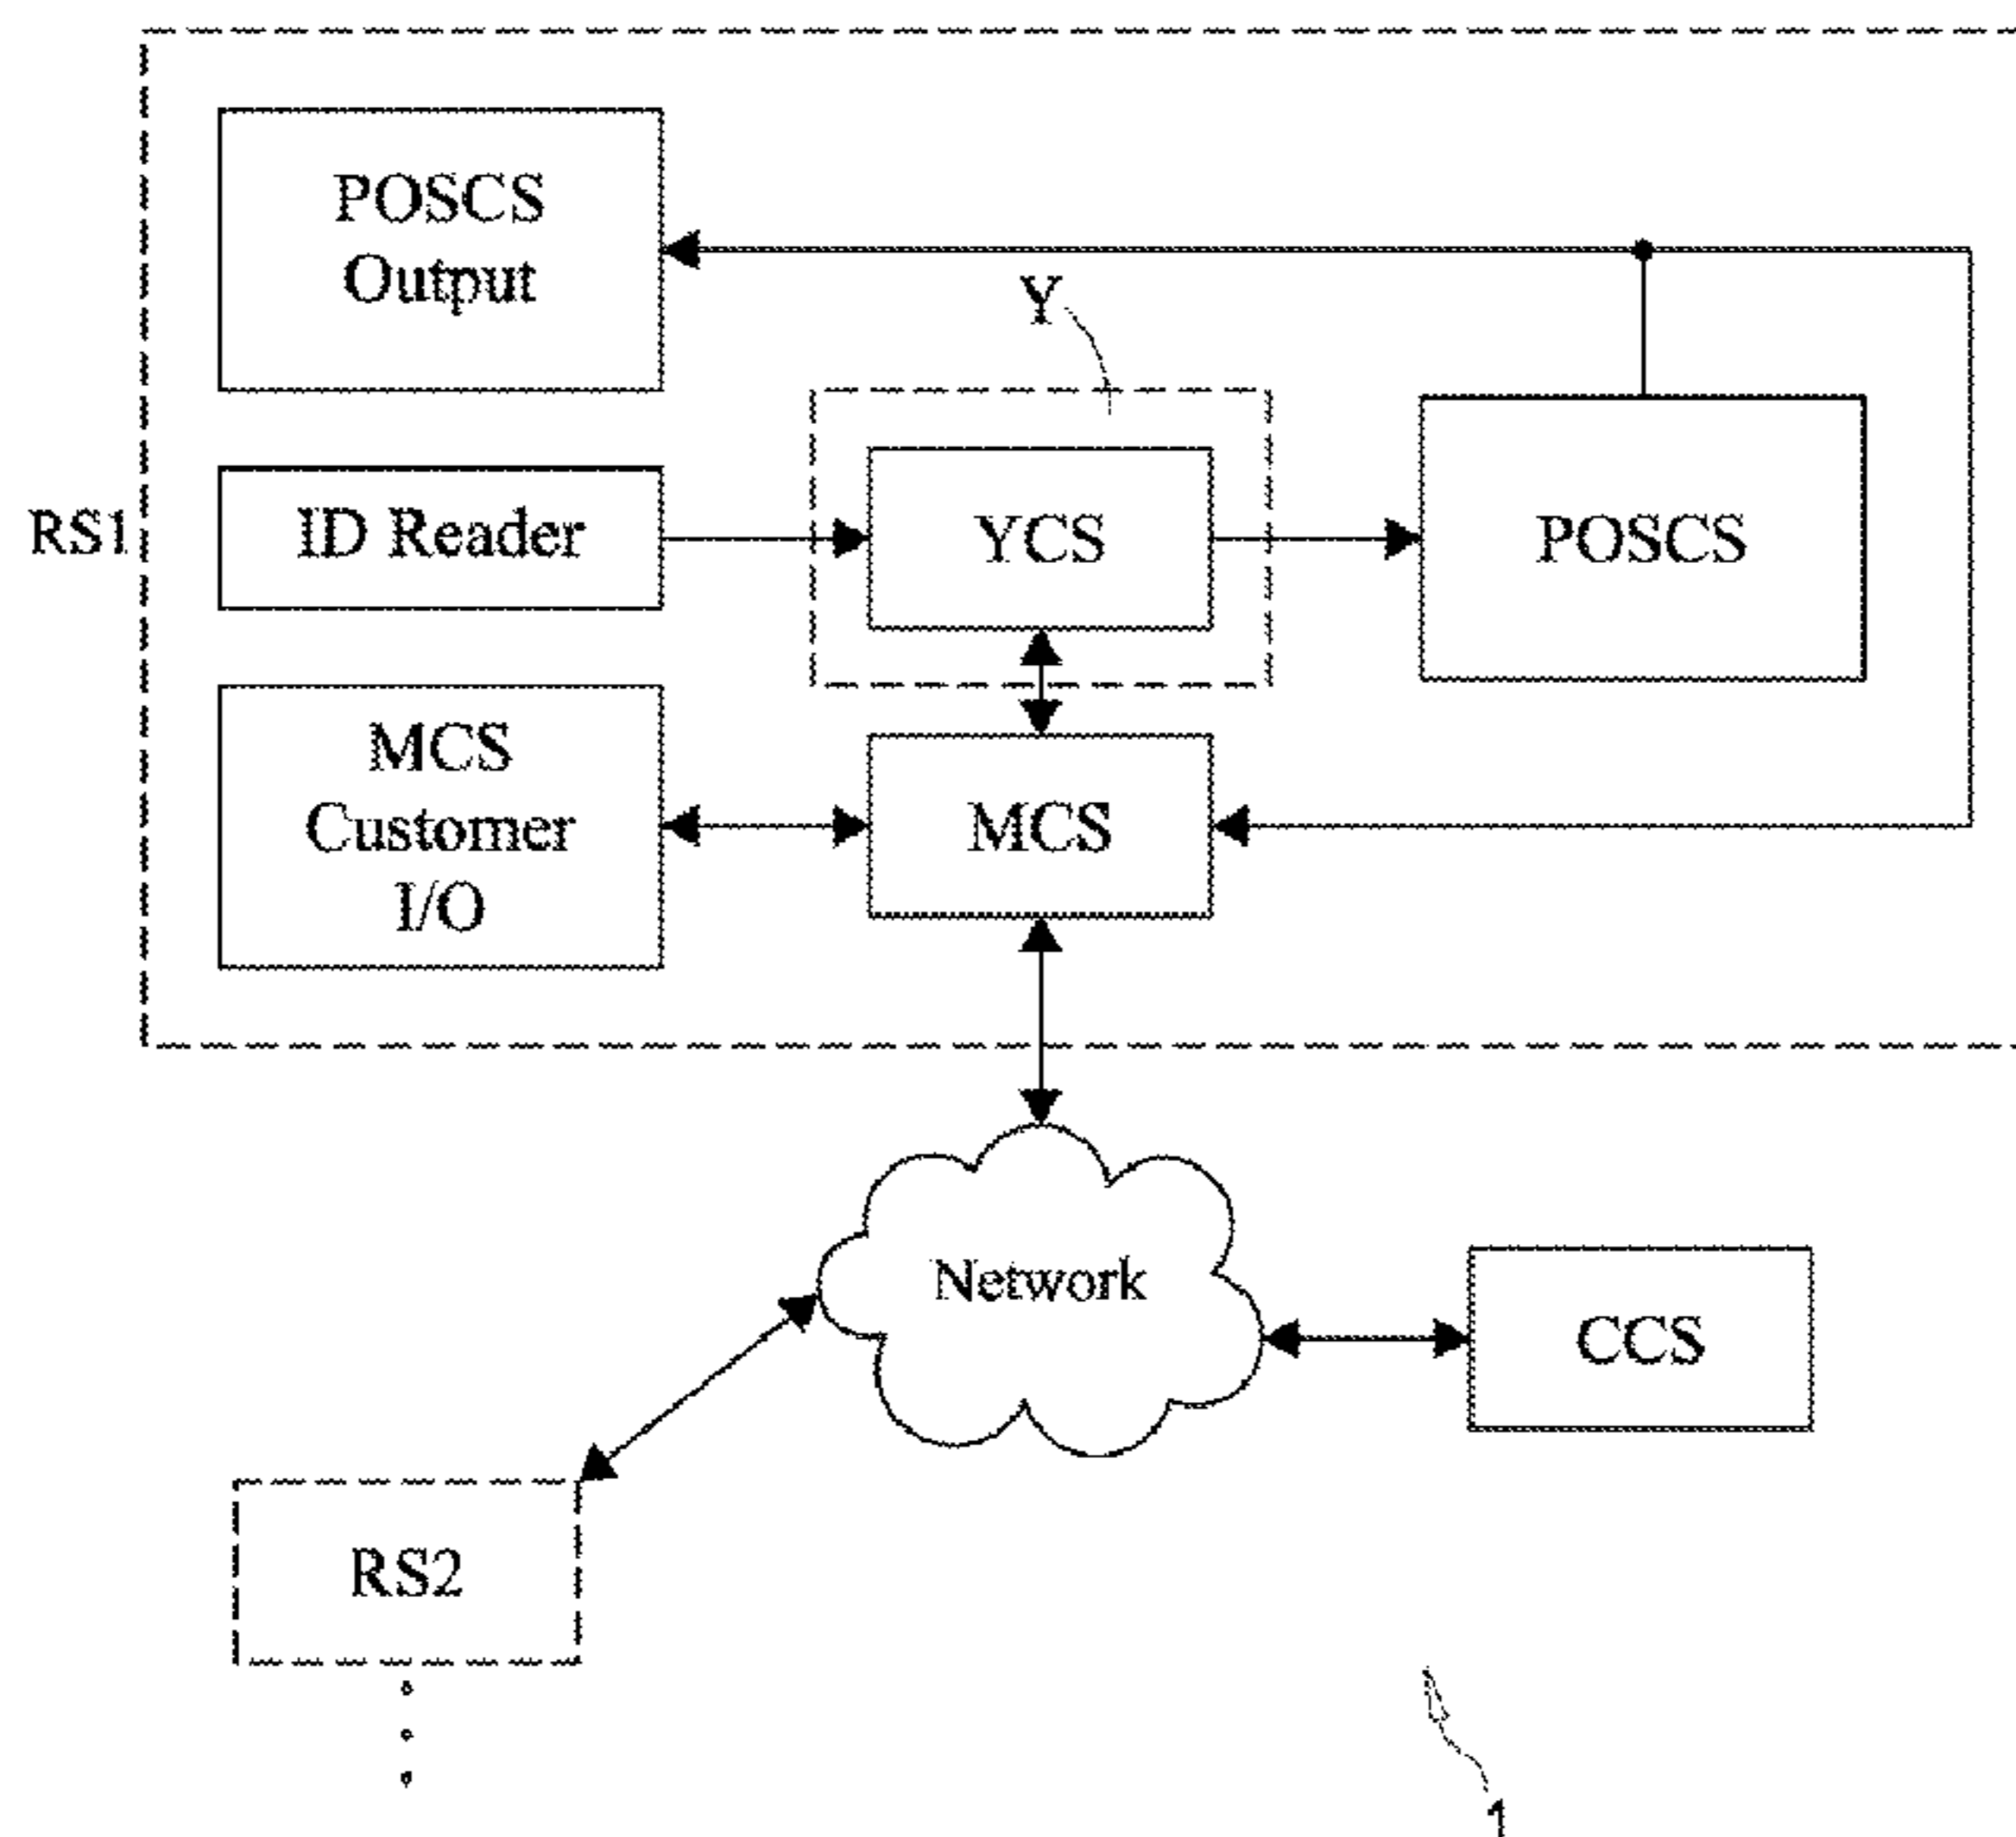 POSCS
Output
Y
RS1
ID Reader
YCS
POSCS
MCS
Customer
I/O
MCS
Network
CCS
RS2
1